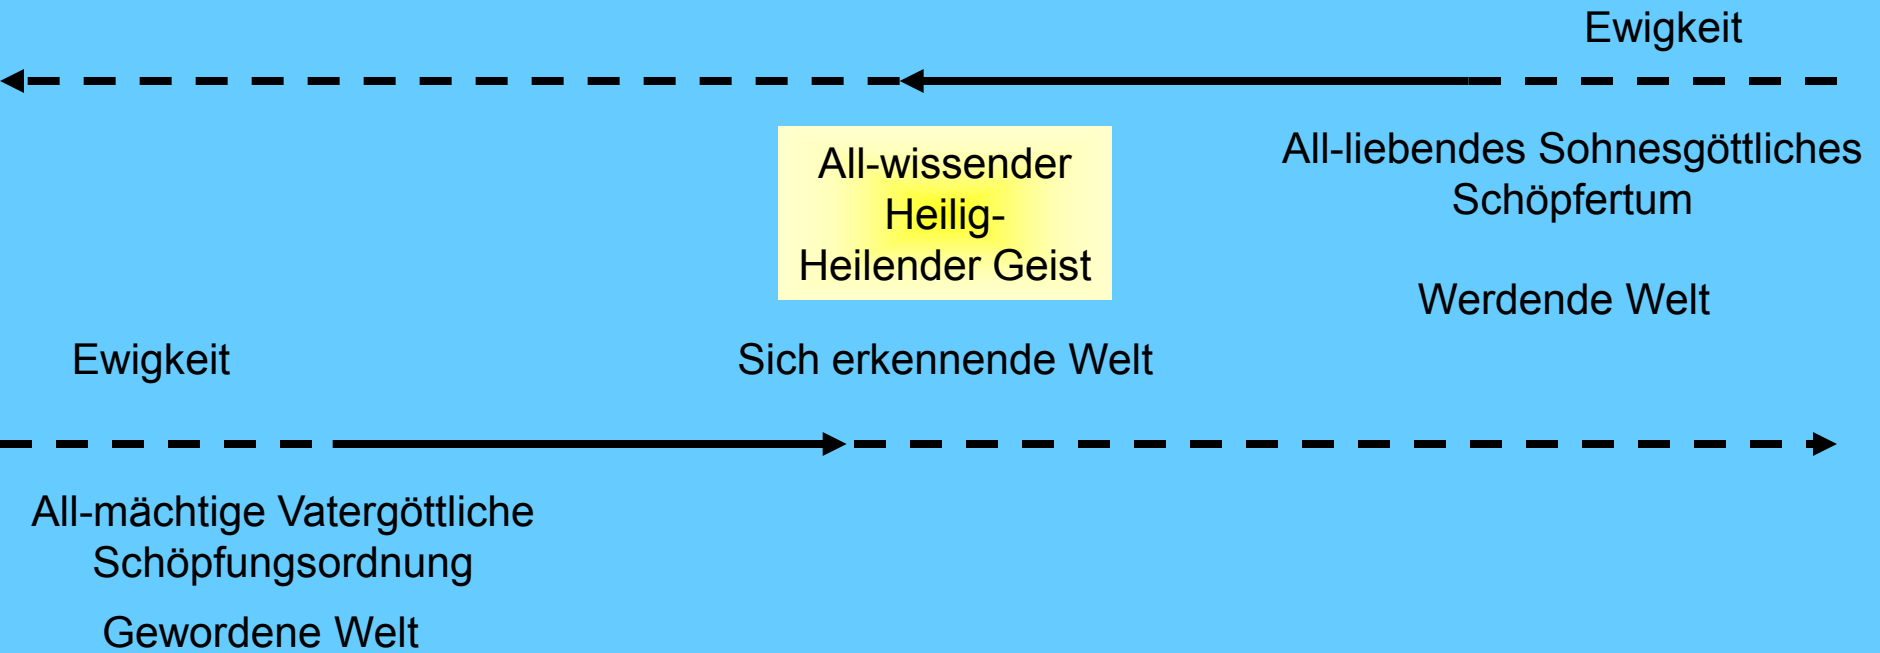 Ewigkeit
All-liebendes Sohnesgöttliches
Schöpfertum
Werdende Welt
All-wissender
Heilig-
Heilender Geist
Sich erkennende Welt
Ewigkeit
All-mächtige Vatergöttliche
Schöpfungsordnung
Gewordene Welt